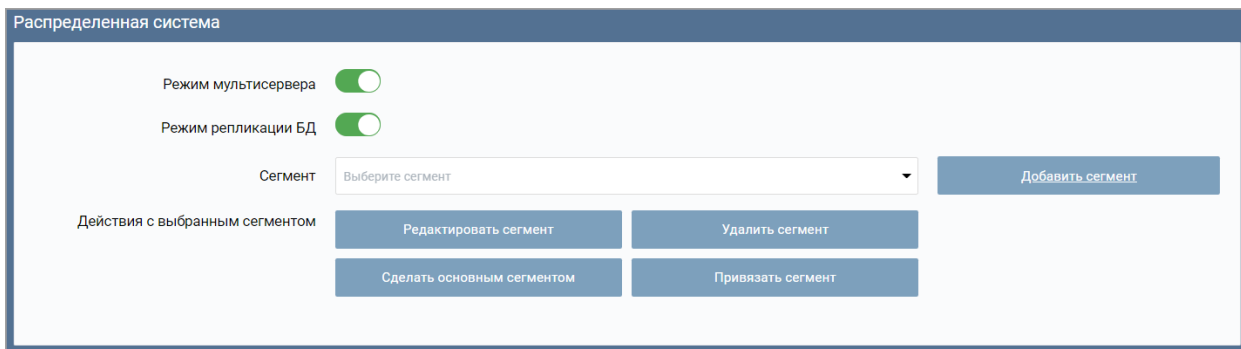 Распределенная система
Режим мультисервера
Режим репликации БД
Сегмент Выберите сегмент Добавить сегмент
Действия с выбранным сегментом Редактировать сегмент Удалить сегмент
Сделать основным сегментом Привязать сегмент